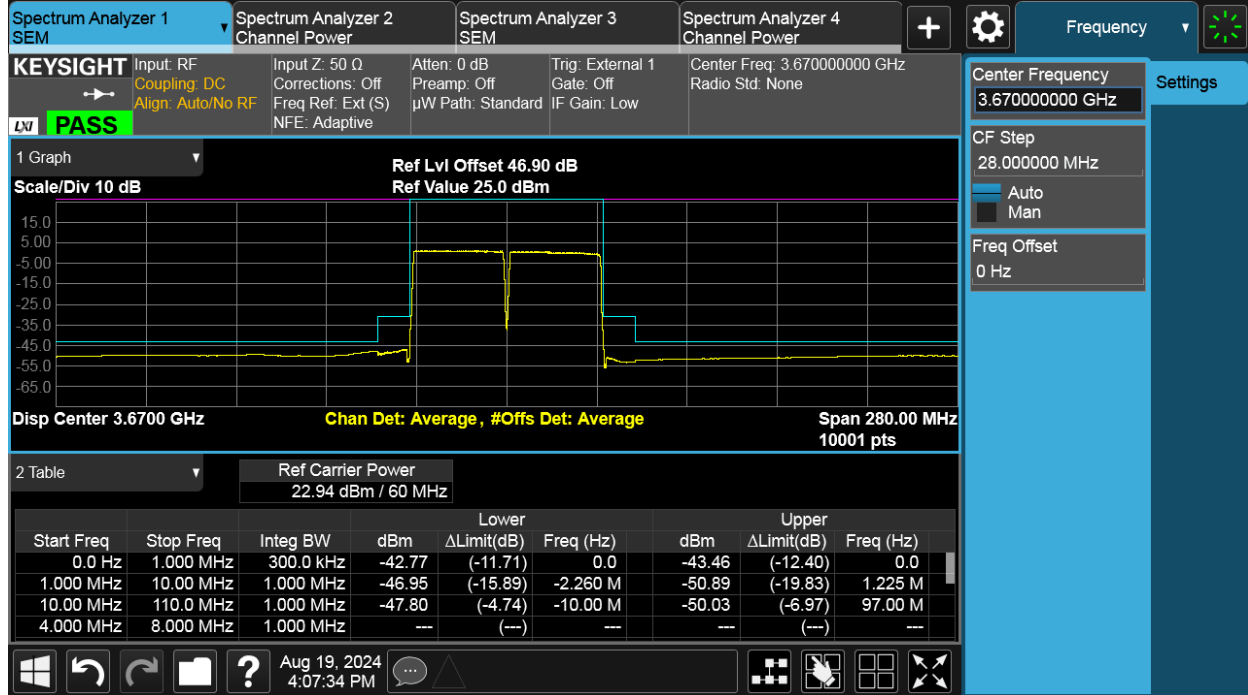 Spectrum Analyzer 1
SEM
Spectrum Analyzer 2
Channel Power
Spectrum Analyzer 3
SEM
Spectrum Analyzer 4
Channel Power
+
Frequency
KEYSIGHT
LXI
PASS
Input: RF
Coupling: DC
Align: Auto/No RF
Input Z: 50 Ω
Corrections: Off
Freq Ref: Ext (S)
NFE: Adaptive
Atten: 0 dB
Preamp: Off
µW Path: Standard
Trig: External 1
Gate: Off
IF Gain: Low
Center Freq: 3.670000000 GHz
Radio Std: None
Center Frequency
3.670000000 GHz
Settings
CF Step
28.000000 MHz
Auto
Man
Freq Offset
0 Hz
1 Graph
Scale/Div 10 dB
Ref Lvl Offset 46.90 dB
Ref Value 25.0 dBm
15.0
5.00
-5.00
-15.0
-25.0
-35.0
-45.0
-55.0
-65.0
Disp Center 3.6700 GHz
Chan Det: Average , #Offs Det: Average
Span 280.00 MHz
10001 pts
2 Table
Ref Carrier Power
22.94 dBm / 60 MHz
Lower Upper
Start Freq Stop Freq Integ BW dBm ΔLimit(dB) Freq (Hz) dBm ΔLimit(dB) Freq (Hz)
0.0 Hz 1.000 MHz 300.0 kHz -42.77 (-11.71) 0.0 -43.46 (-12.40) 0.0
1.000 MHz 10.00 MHz 1.000 MHz -46.95 (-15.89) -2.260 M -50.89 (-19.83) 1.225 M
10.00 MHz 110.0 MHz 1.000 MHz -47.80 (-4.74) -10.00 M -50.03 (-6.97) 97.00 M
4.000 MHz 8.000 MHz 1.000 MHz --- (---) --- --- (---) ---
?
Aug 19, 2024
4:07:34 PM